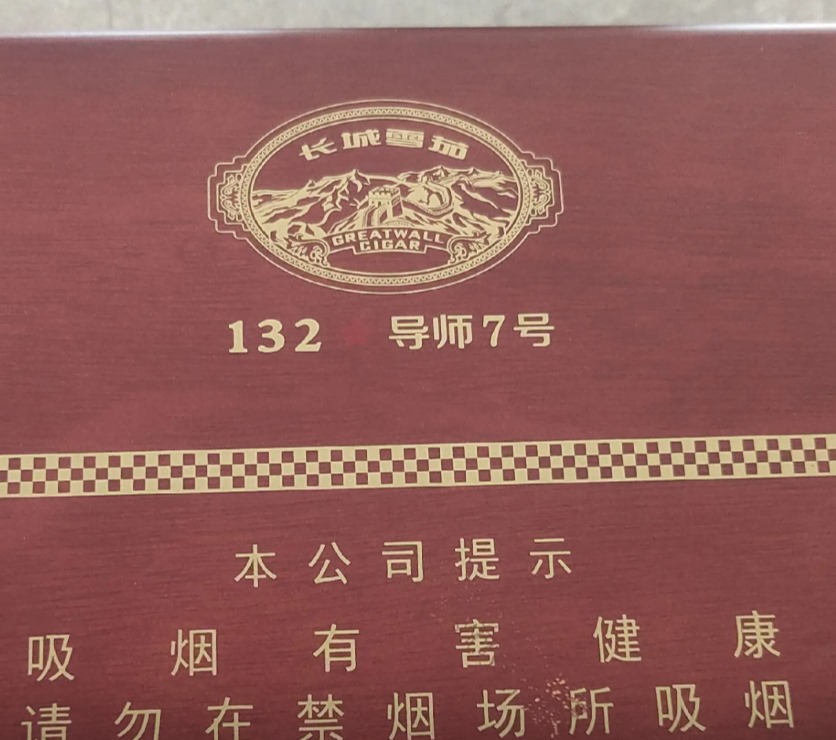 长城雪茄
GREATWALL
CIGAR
132 ★ 导师7号
本公司提示
吸烟有害健康
请勿在禁烟场所吸烟